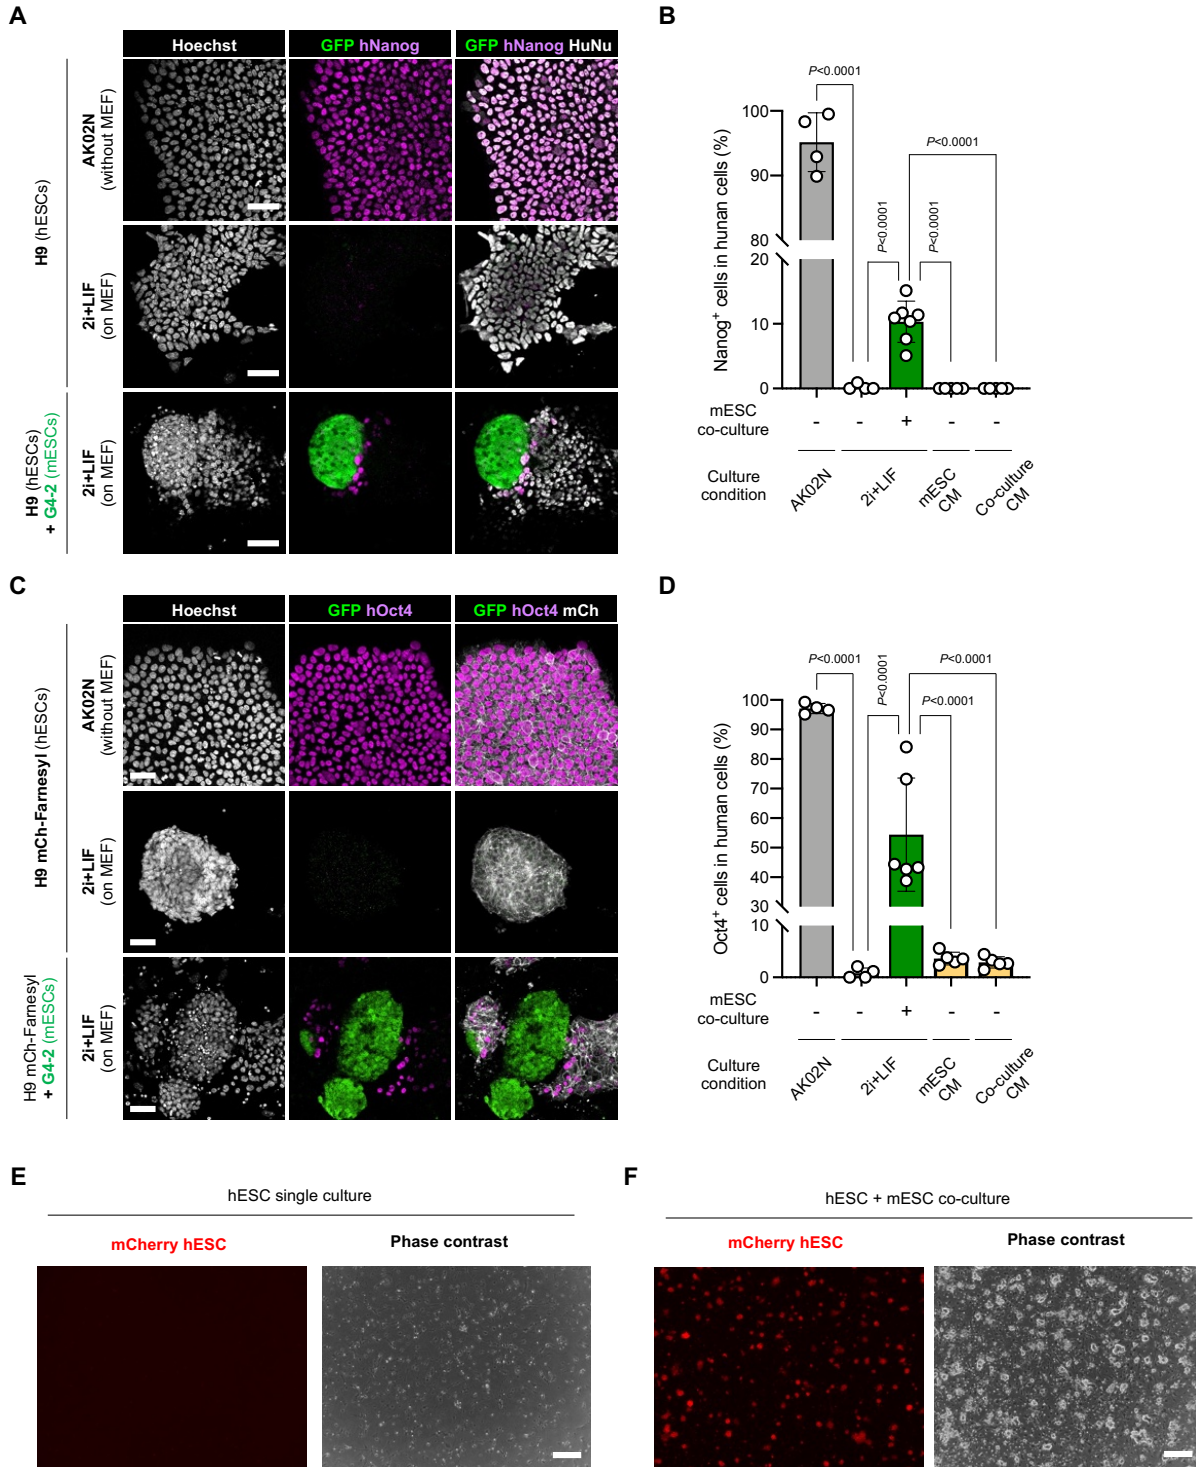 A
Hoechst
GFP hNanog
GFP hNanog HuNu
H9 (hESCs)
AK02N
(without MEF)
2i+LIF
(on MEF)
H9 (hESCs)
+ G4-2 (mESCs)
2i+LIF
(on MEF)
B
Nanog+ cells in human cells (%)
100
90
80
20
10
0
P<0.0001
P<0.0001
P<0.0001
P<0.0001
mESC
co-culture
- - + - -
Culture
condition
AK02N
2i+LIF
mESC
CM
Co-culture
CM
C
Hoechst
GFP hOct4
GFP hOct4 mCh
H9 mCh-Farnesyl (hESCs)
AK02N
(without MEF)
2i+LIF
(on MEF)
H9 mCh-Farnesyl
+ G4-2 (mESCs)
2i+LIF
(on MEF)
D
Oct4+ cells in human cells (%)
100
90
80
70
60
50
40
30
10
0
P<0.0001
P<0.0001
P<0.0001
P<0.0001
mESC
co-culture
- - + - -
Culture
condition
AK02N
2i+LIF
mESC
CM
Co-culture
CM
E
hESC single culture
mCherry hESC
Phase contrast
F
hESC + mESC co-culture
mCherry hESC
Phase contrast